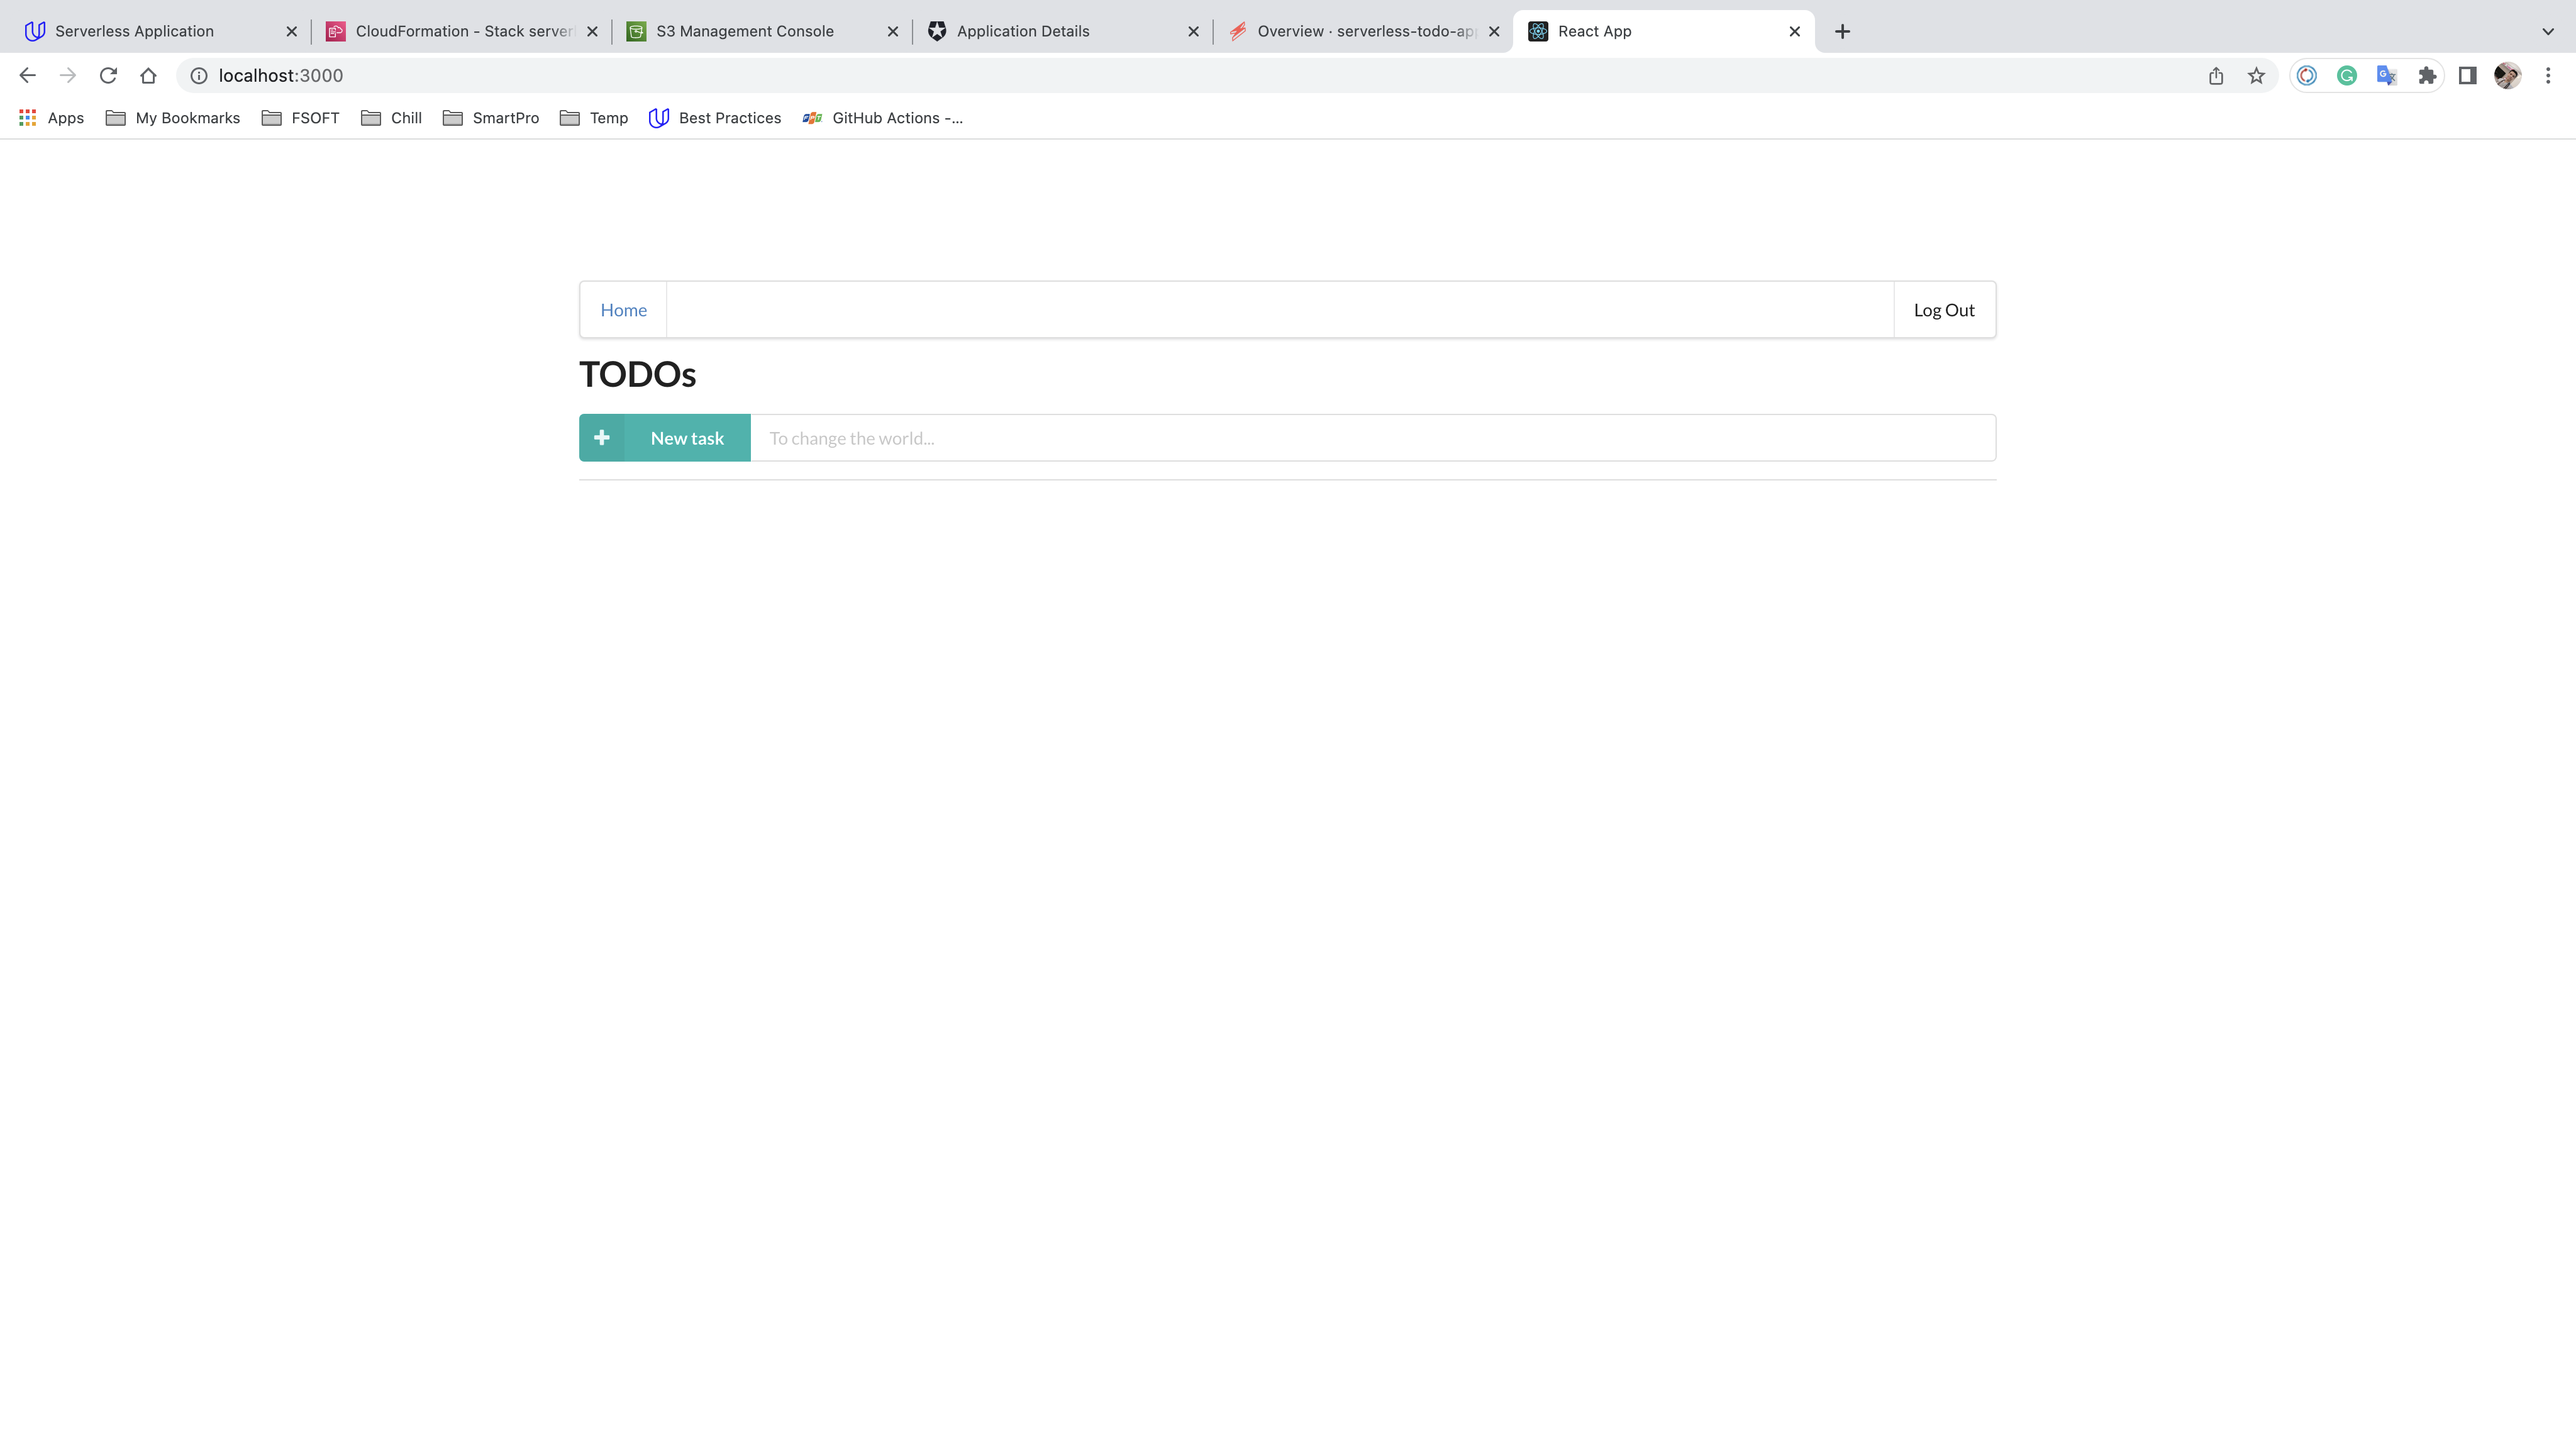 Serverless Application
CloudFormation - Stack server
S3 Management Console
Application Details
Overview · serverless-todo-app
React App
localhost:3000
Apps
My Bookmarks
FSOFT
Chill
SmartPro
Temp
Best Practices
GitHub Actions -...
Home
Log Out
TODOs
New task
To change the world...